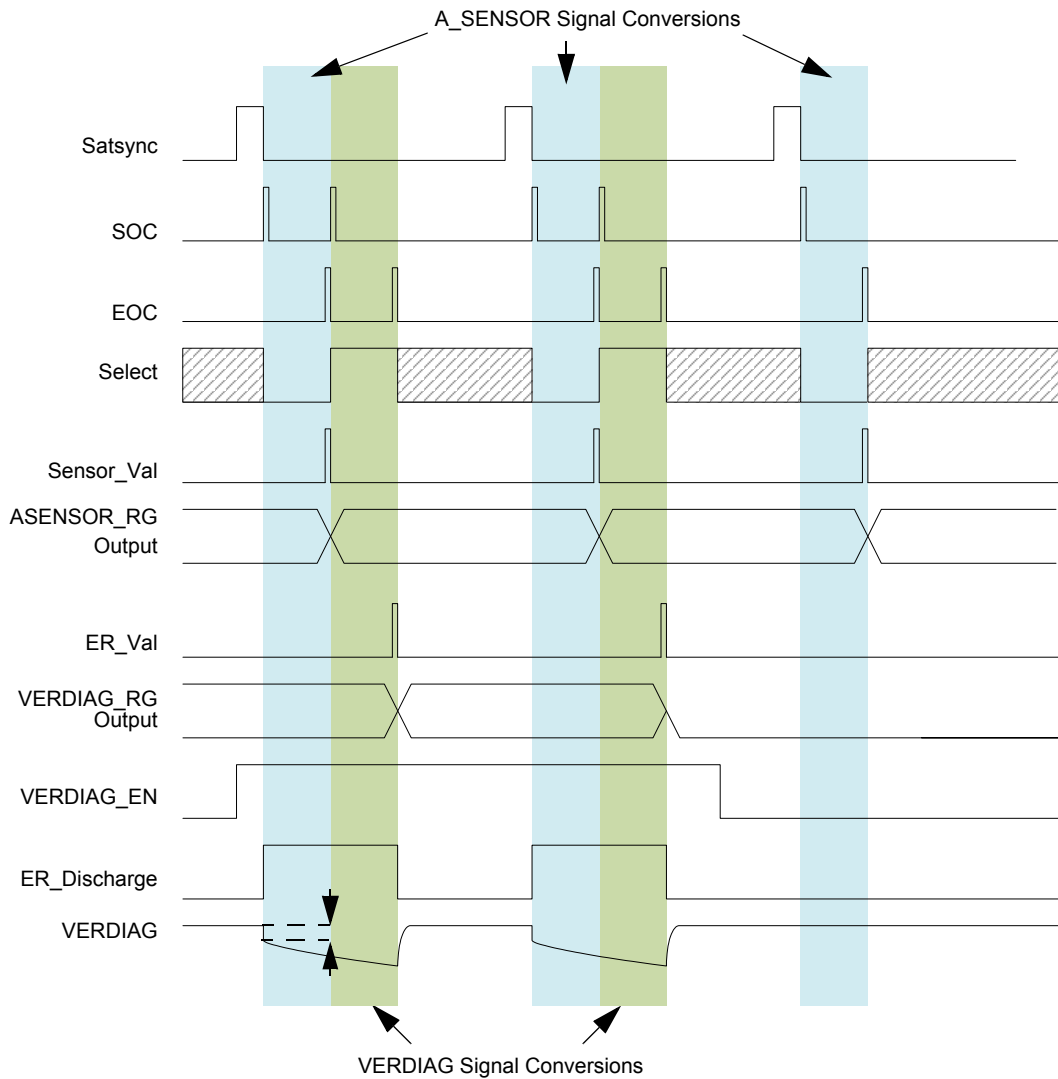 A_SENSOR Signal Conversions
Satsync
SOC
EOC
Select
Sensor_Val
ASENSOR_RG
Output
ER_Val
VERDIAG_RG
Output
VERDIAG_EN
ER_Discharge
VERDIAG
VERDIAG Signal Conversions